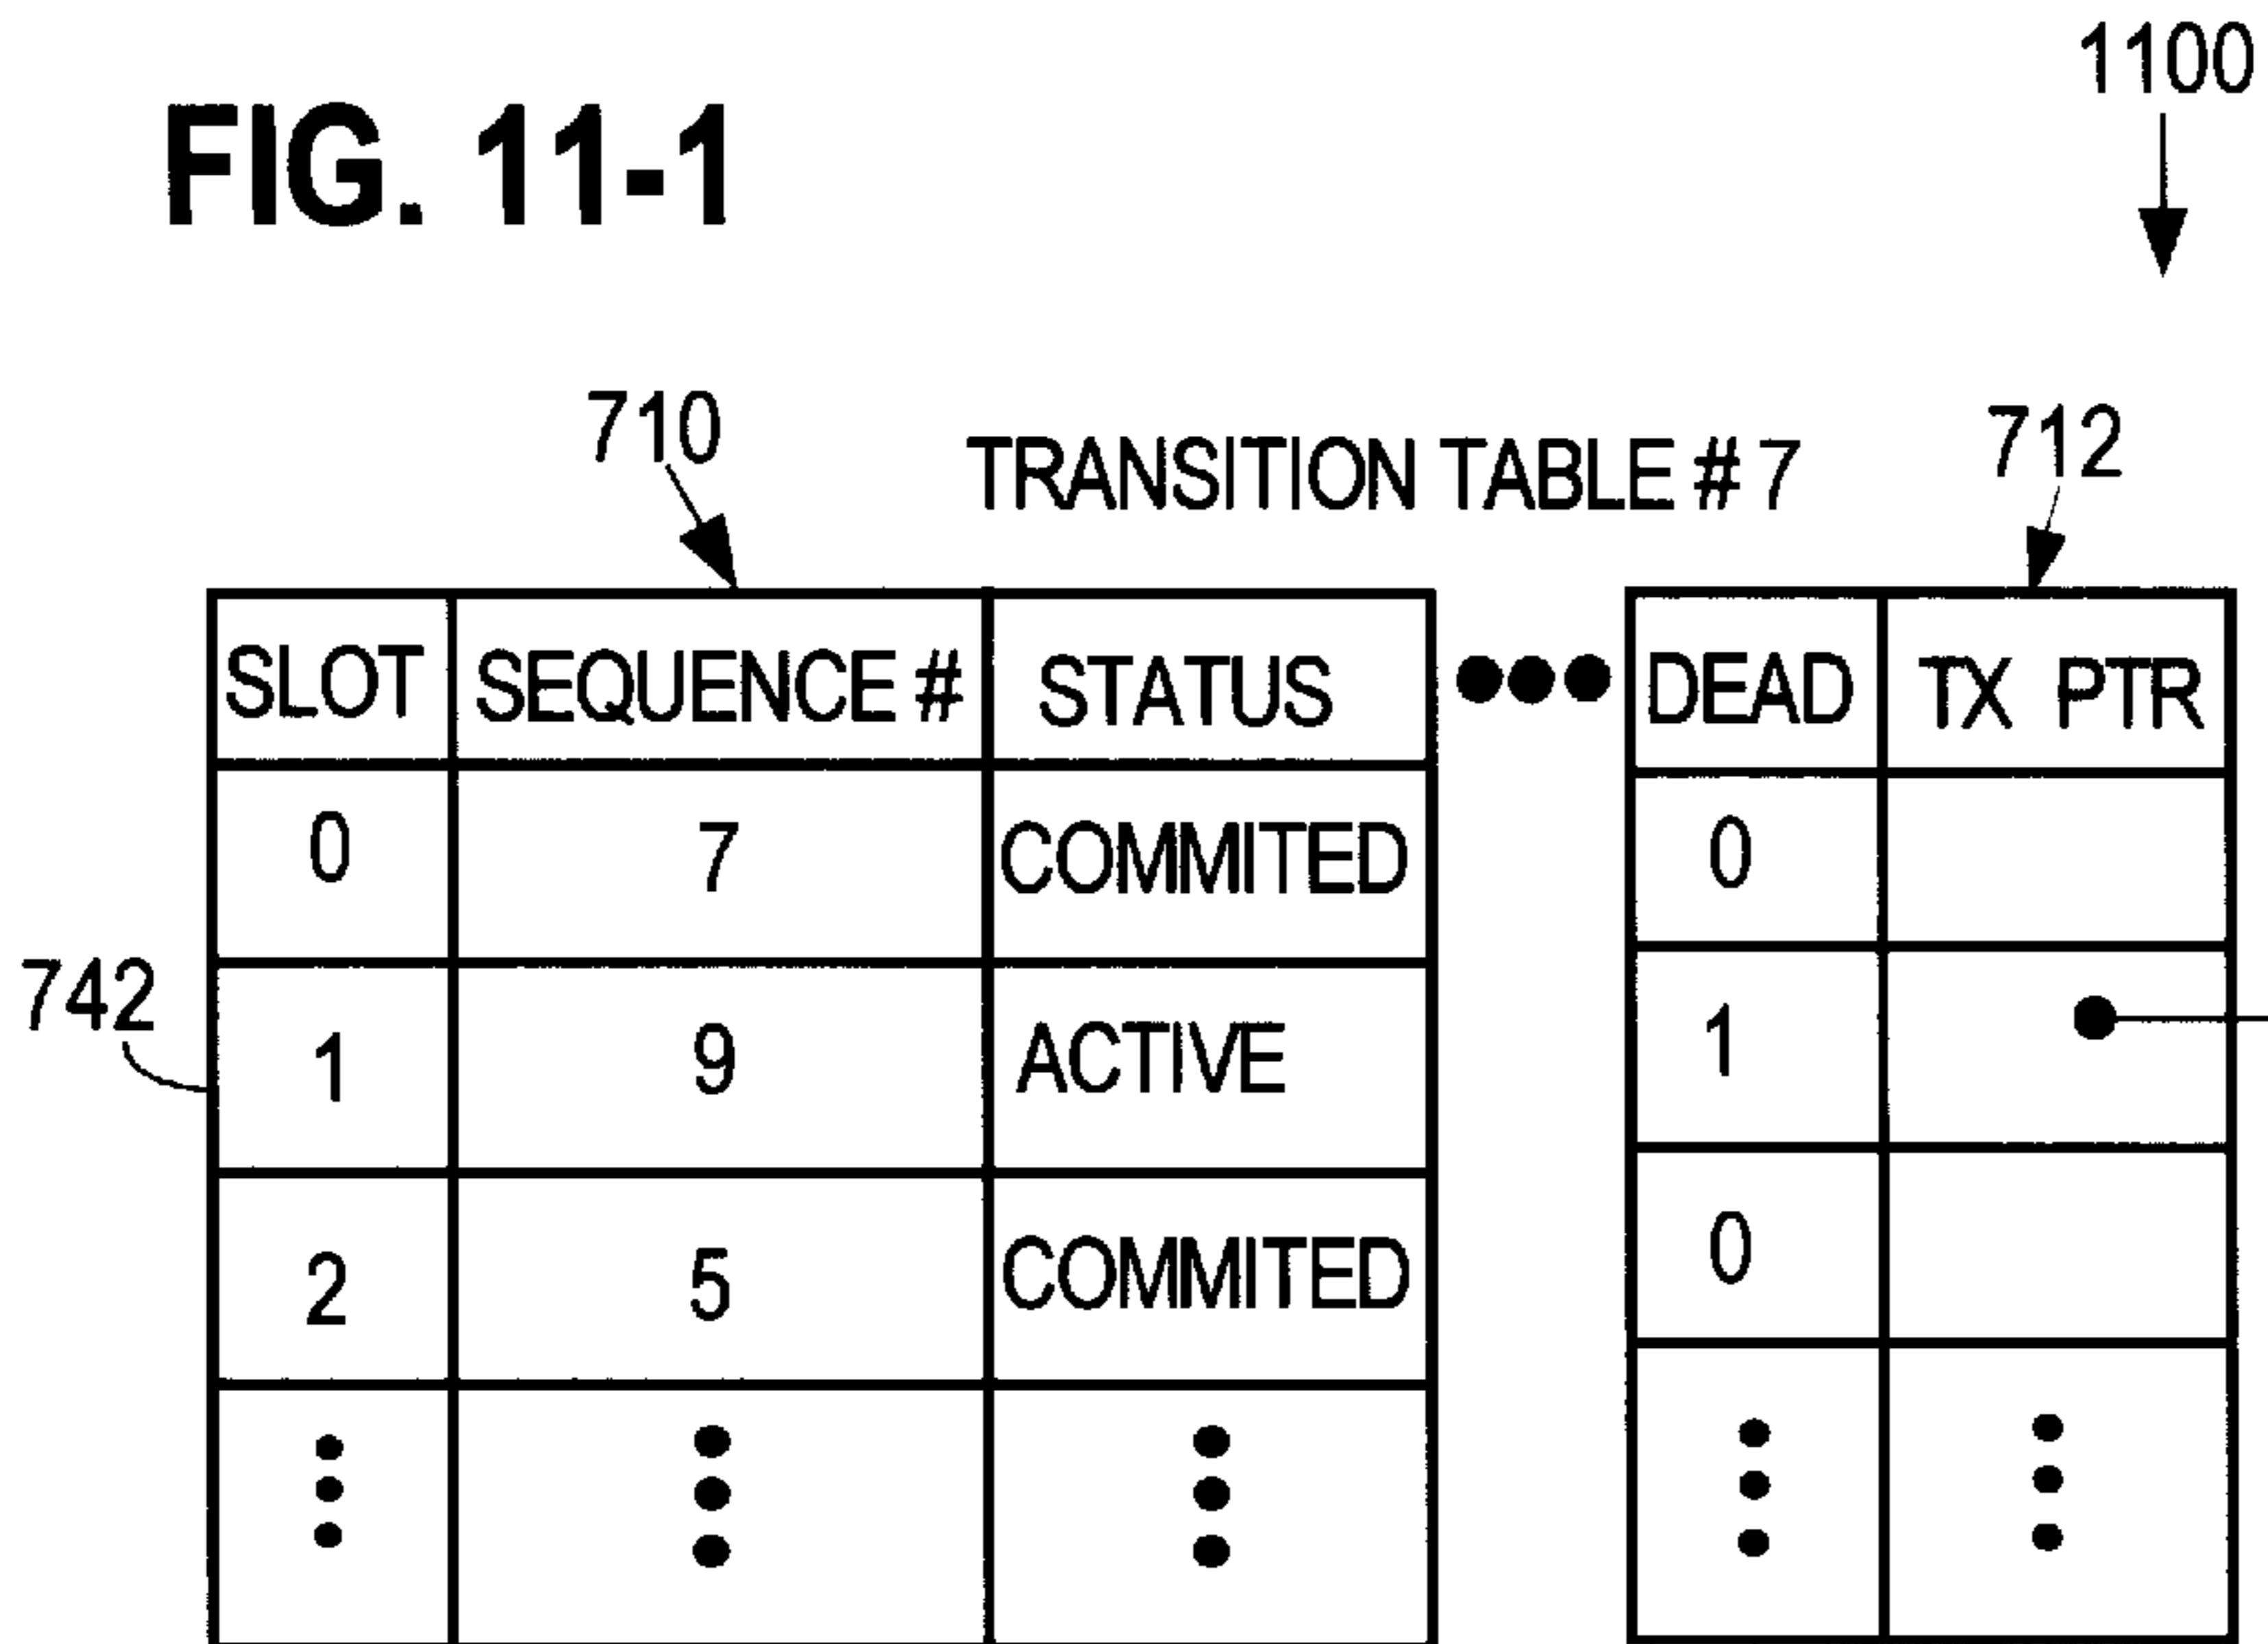 FIG. 11-1
1100
710
TRANSITION TABLE # 7
712
SLOT SEQUENCE # STATUS DEAD TX PTR
0 7 COMMITED 0
742
1 9 ACTIVE 1
2 5 COMMITED 0